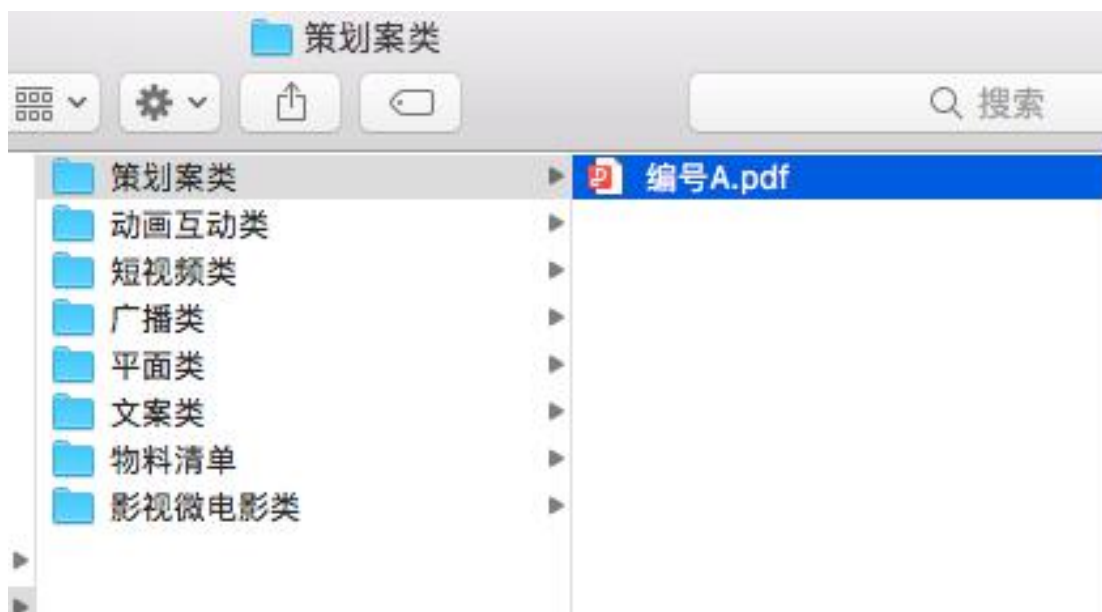 策划案类
搜索
策划案类
编号A.pdf
动画互动类
短视频类
广播类
平面类
文案类
物料清单
影视微电影类